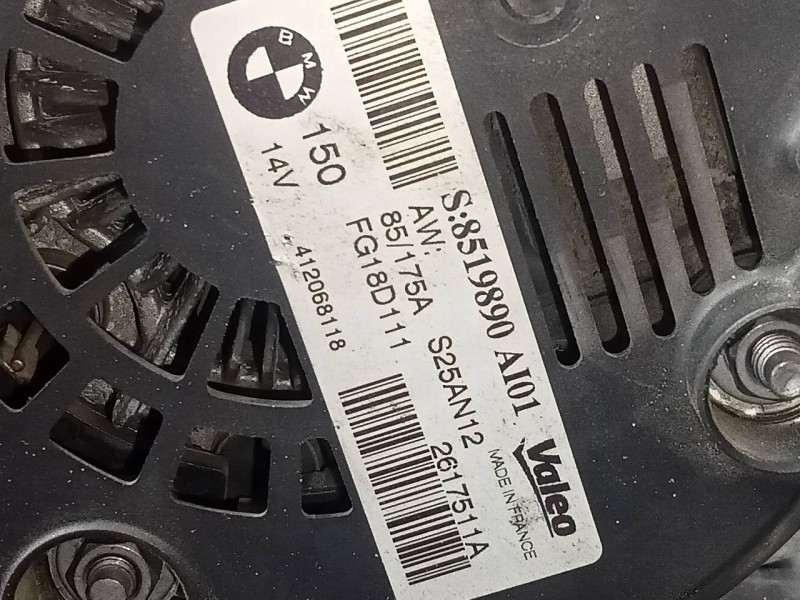 BMW
150
14V
S:8519890 AI01
AW:
85/175A S25AN12
FG18D111 2617511A
412068118
Valeo
MADE IN FRANCE